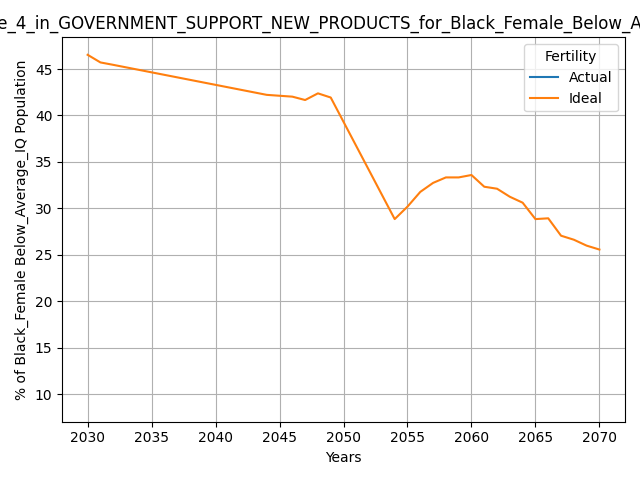 e_4_in_GOVERNMENT_SUPPORT_NEW_PRODUCTS_for_Black_Female_Below_A
Fertility
Actual
Ideal
% of Black_Female Below_Average_IQ Population
45
40
35
30
25
20
15
10
2030 2035 2040 2045 2050 2055 2060 2065 2070
Years